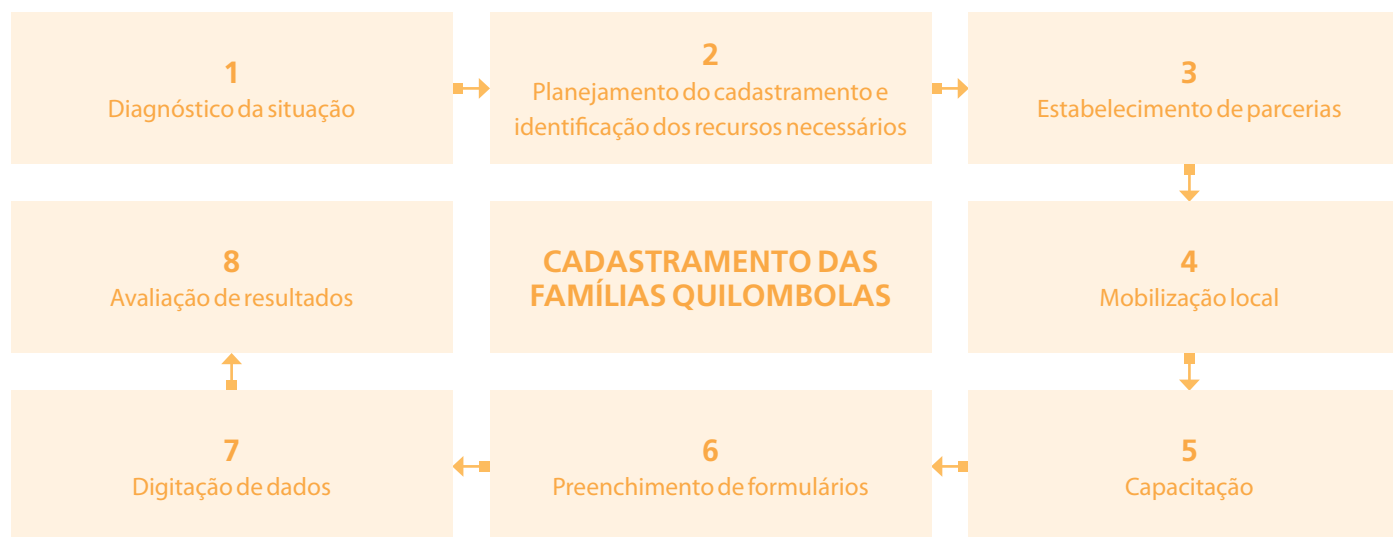 1
Diagnóstico da situação
2
Planejamento do cadastramento e
identificação dos recursos necessários
3
Estabelecimento de parcerias
8
Avaliação de resultados
CADASTRAMENTO DAS
FAMÍLIAS QUILOMBOLAS
4
Mobilização local
7
Digitação de dados
6
Preenchimento de formulários
5
Capacitação